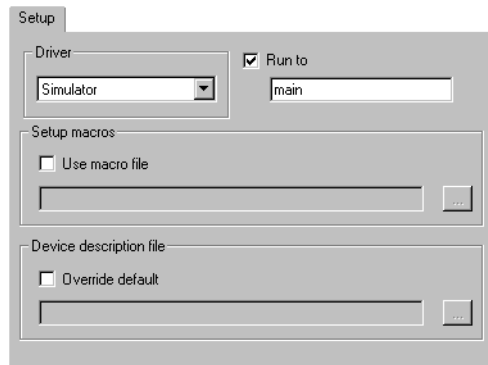 Setup
Driver
Run to
Simulator
main
Setup macros
Use macro file
...
Device description file
Override default
...